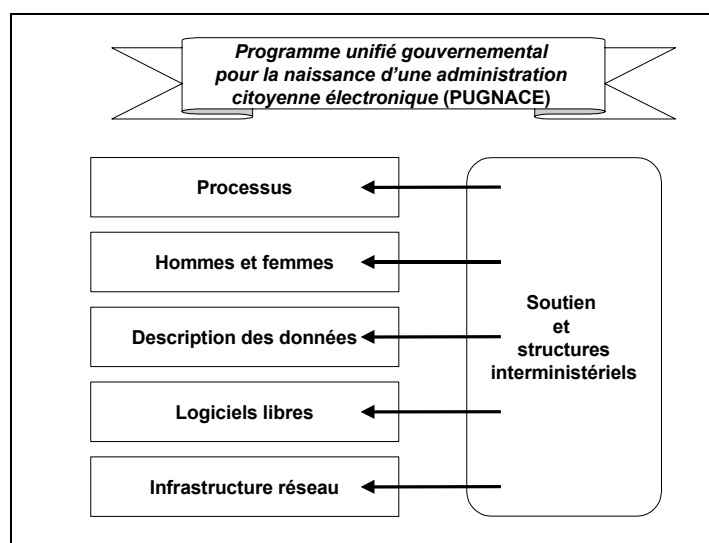 Programme unifié gouvernemental
pour la naissance d'une administration
citoyenne électronique (PUGNACE)
Processus
Hommes et femmes
Description des données
Logiciels libres
Infrastructure réseau
Soutien
et
structures
interministériels